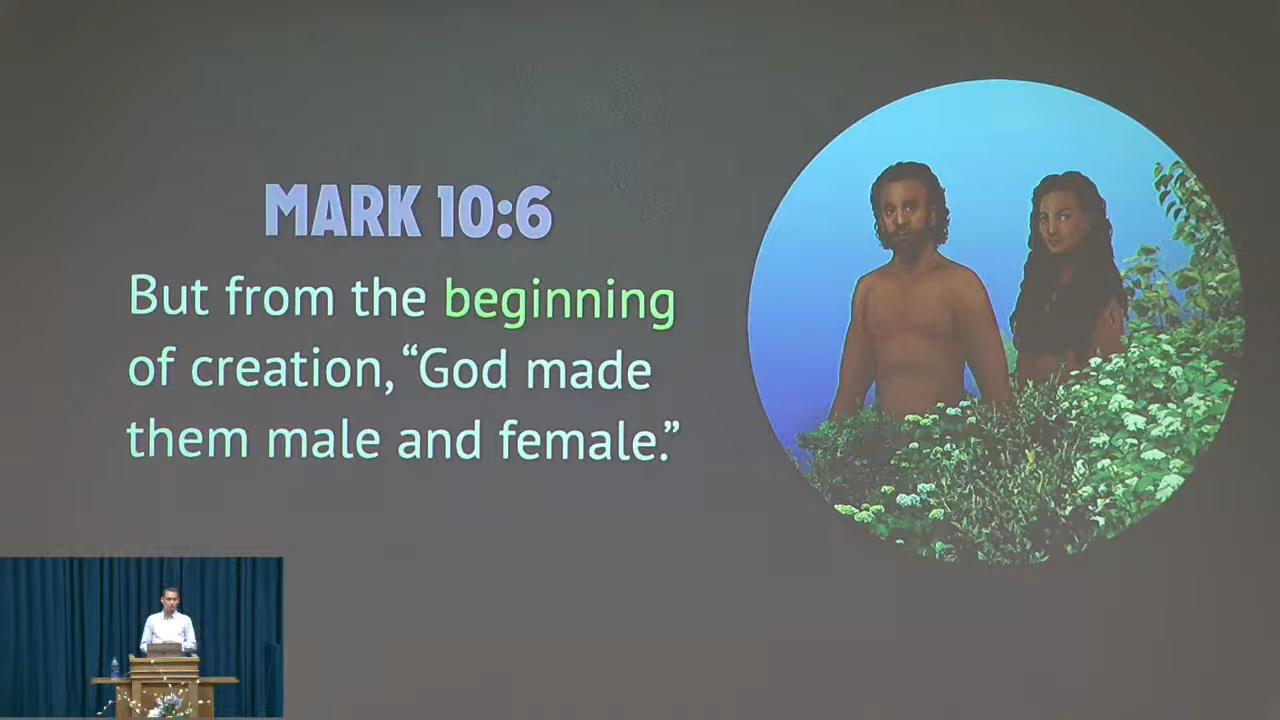 MARK 10:6
But from the beginning
of creation, “God made
them male and female.”